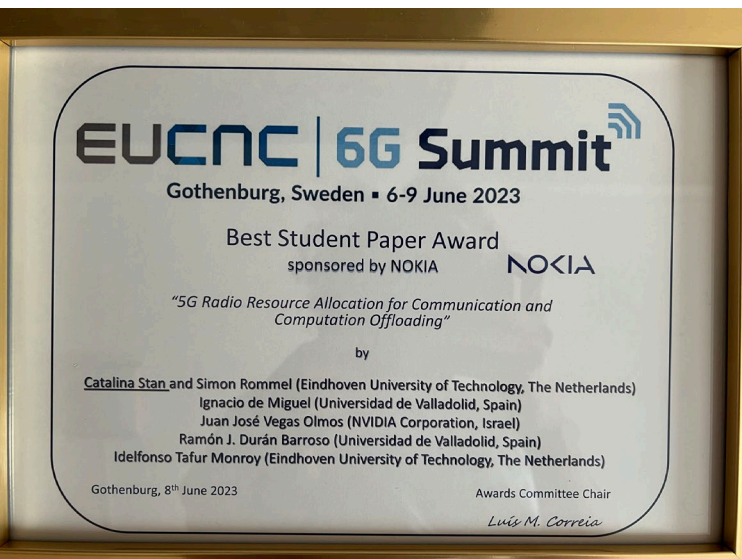 EUCNC | 6G Summit
Gothenburg, Sweden ▪ 6-9 June 2023
Best Student Paper Award
sponsored by NOKIA
NOKIA
"5G Radio Resource Allocation for Communication and
Computation Offloading"
by
Catalina Stan and Simon Rommel (Eindhoven University of Technology, The Netherlands)
Ignacio de Miguel (Universidad de Valladolid, Spain)
Juan José Vegas Olmos (NVIDIA Corporation, Israel)
Ramón J. Durán Barroso (Universidad de Valladolid, Spain)
Idelfonso Tafur Monroy (Eindhoven University of Technology, The Netherlands)
Gothenburg, 8th June 2023
Awards Committee Chair
Luís M. Correia